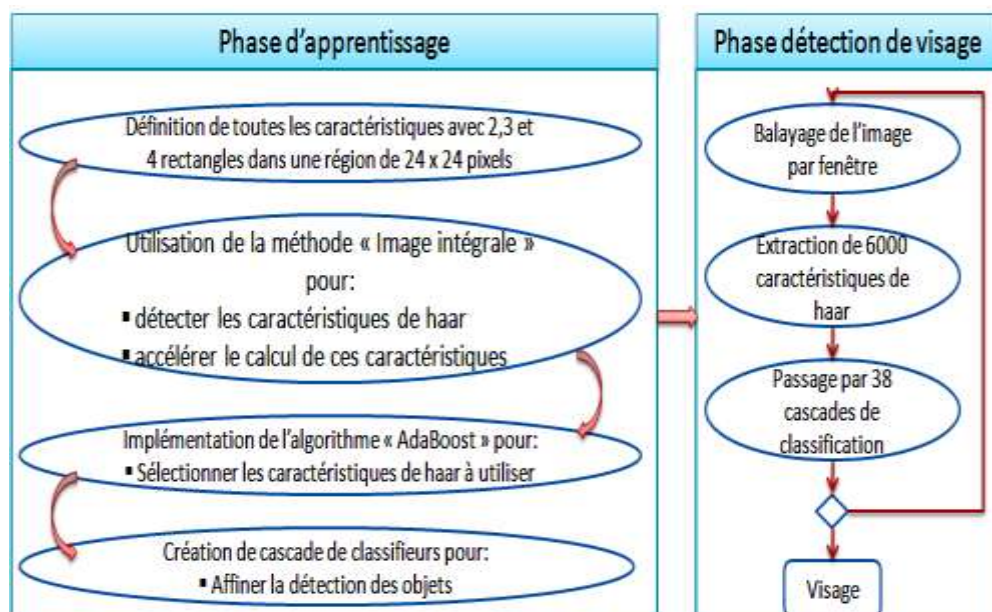 Phase d'apprentissage
Définition de toutes les caractéristiques avec 2,3 et
4 rectangles dans une région de 24 x 24 pixels
Utilisation de la méthode « Image intégrale »
pour:
▪ détecter les caractéristiques de haar
▪ accélérer le calcul de ces caractéristiques
Implémentation de l'algorithme « AdaBoost » pour:
▪ Sélectionner les caractéristiques de haar à utiliser
Création de cascade de classifieurs pour:
▪ Affiner la détection des objets
Phase détection de visage
Balayage de l'image
par fenêtre
Extraction de 6000
caractéristiques de
haar
Passage par 38
cascades de
classification
Visage